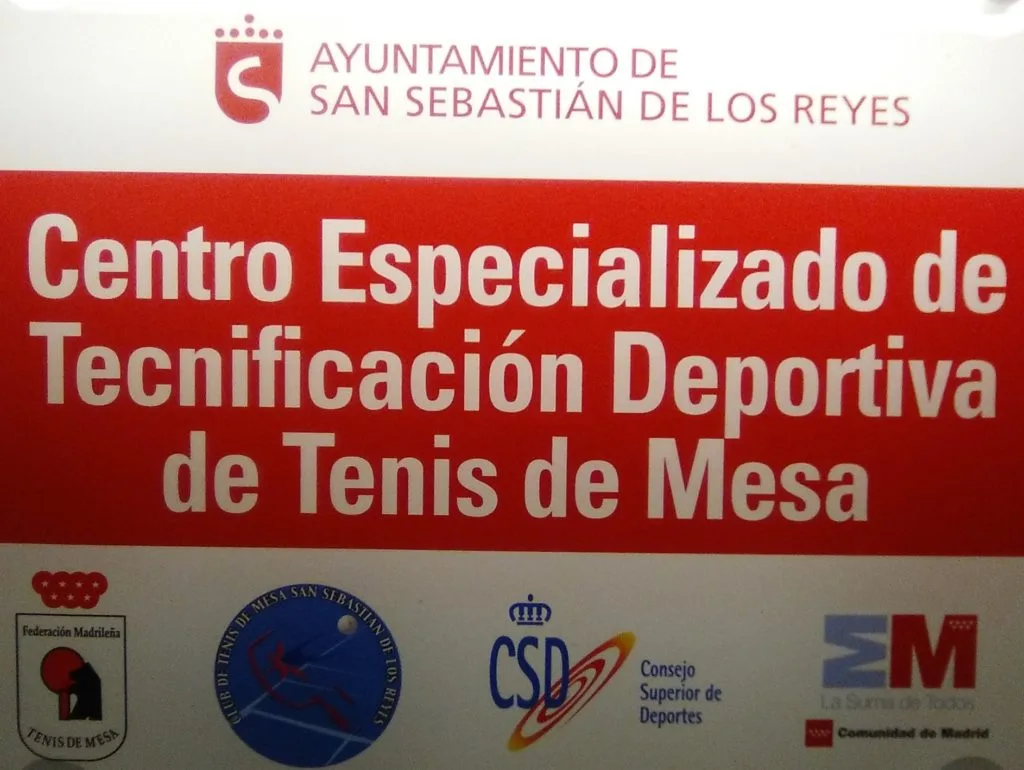 AYUNTAMIENTO DE
SAN SEBASTIÁN DE LOS REYES
Centro Especializado de
Tecnificación Deportiva
de Tenis de Mesa
Federación Madrileña
TENIS DE MESA
CLUB DE TENIS DE MESA SAN SEBASTIAN DE LOS REYES
CSD
Consejo
Superior de
Deportes
EM
La Suma de Todos
Comunidad de Madrid